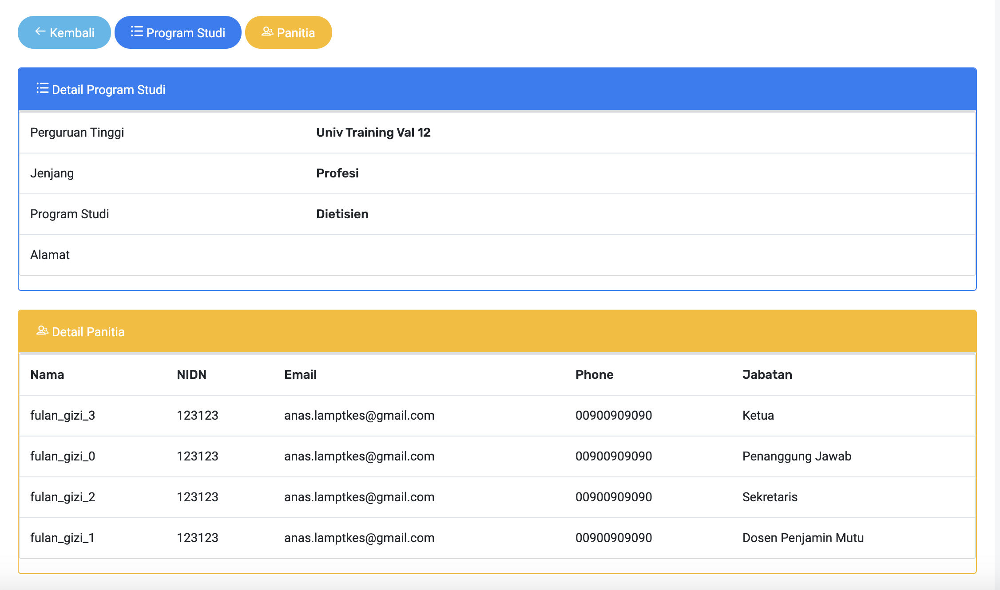 Kembali Program Studi Panitia
Detail Program Studi
Perguruan Tinggi Univ Training Val 12
Jenjang Profesi
Program Studi Dietisien
Alamat
Detail Panitia
Nama NIDN Email Phone Jabatan
fulan_gizi_3 123123 anas.lamptkes@gmail.com 00900909090 Ketua
fulan_gizi_0 123123 anas.lamptkes@gmail.com 00900909090 Penanggung Jawab
fulan_gizi_2 123123 anas.lamptkes@gmail.com 00900909090 Sekretaris
fulan_gizi_1 123123 anas.lamptkes@gmail.com 00900909090 Dosen Penjamin Mutu